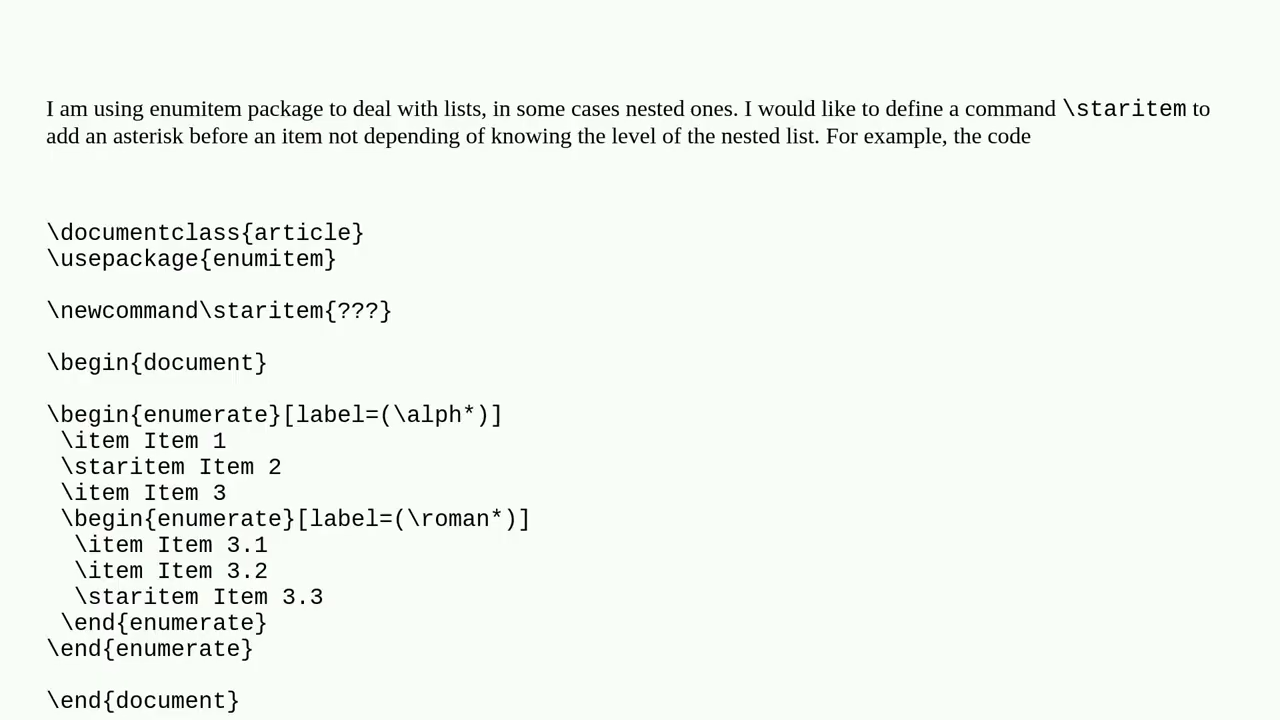 I am using enumitem package to deal with lists, in some cases nested ones. I would like to define a command \staritem to
add an asterisk before an item not depending of knowing the level of the nested list. For example, the code
\documentclass{article}
\usepackage{enumitem}
\newcommand\staritem{???}
\begin{document}
\begin{enumerate}[label=(\alph*)]
 \item Item 1
 \staritem Item 2
 \item Item 3
 \begin{enumerate}[label=(\roman*)]
  \item Item 3.1
  \item Item 3.2
  \staritem Item 3.3
 \end{enumerate}
\end{enumerate}
\end{document}